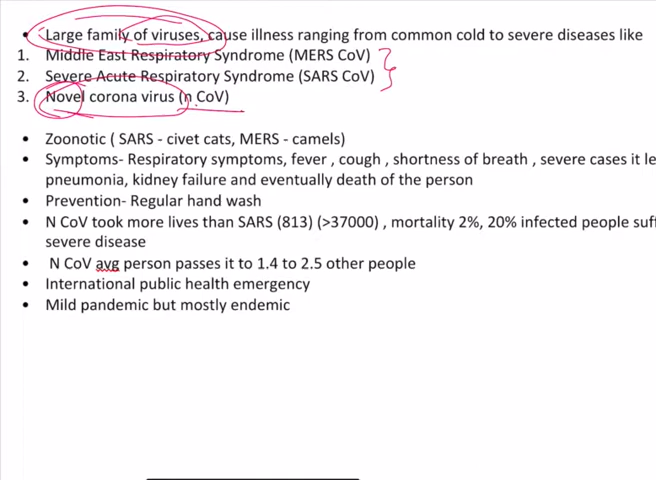 • Large family of viruses, cause illness ranging from common cold to severe diseases like
1. Middle East Respiratory Syndrome (MERS CoV)
2. Severe Acute Respiratory Syndrome (SARS CoV)
3. Novel corona virus (n CoV)
• Zoonotic ( SARS - civet cats, MERS - camels)
• Symptoms- Respiratory symptoms, fever , cough , shortness of breath , severe cases it le
pneumonia, kidney failure and eventually death of the person
• Prevention- Regular hand wash
• N CoV took more lives than SARS (813) (>37000) , mortality 2%, 20% infected people suf
severe disease
• N CoV avg person passes it to 1.4 to 2.5 other people
• International public health emergency
• Mild pandemic but mostly endemic